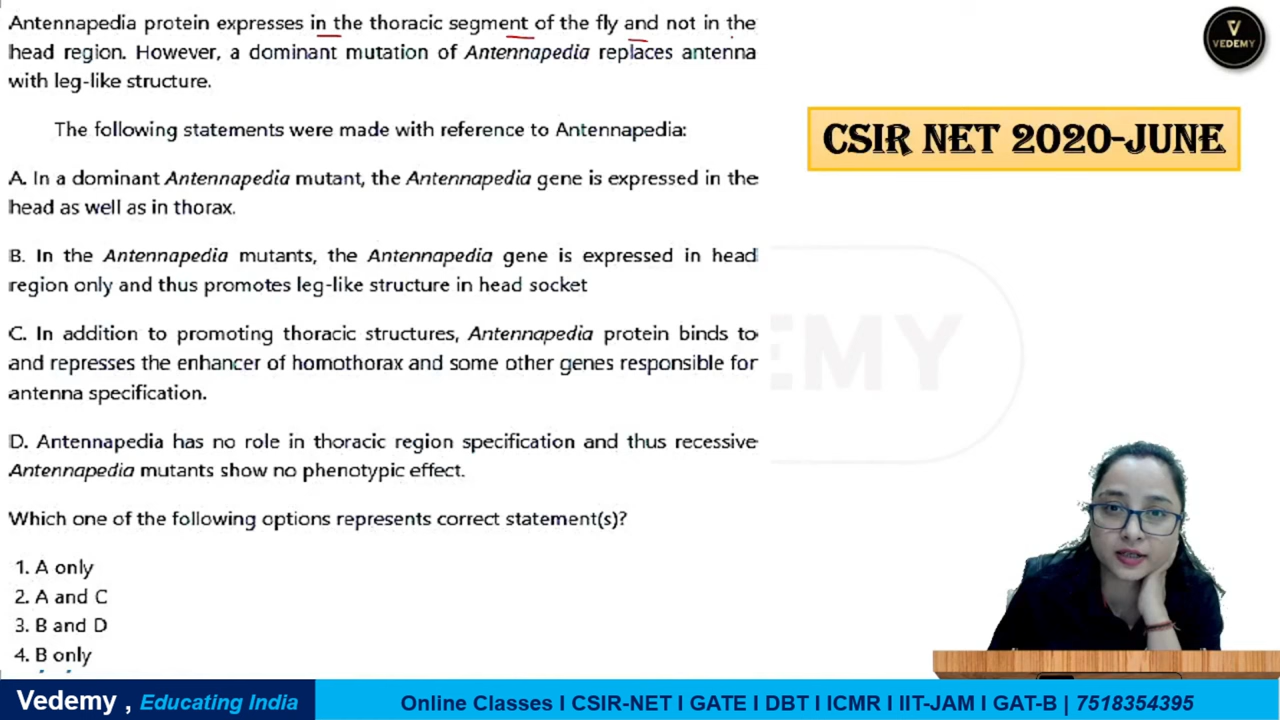 Antennapedia protein expresses in the thoracic segment of the fly and not in the
head region. However, a dominant mutation of Antennapedia replaces antenna
with leg-like structure.
The following statements were made with reference to Antennapedia:
A. In a dominant Antennapedia mutant, the Antennapedia gene is expressed in the
head as well as in thorax.
B. In the Antennapedia mutants, the Antennapedia gene is expressed in head
region only and thus promotes leg-like structure in head socket
C. In addition to promoting thoracic structures, Antennapedia protein binds to
and represses the enhancer of homothorax and some other genes responsible for
antenna specification.
D. Antennapedia has no role in thoracic region specification and thus recessive
Antennapedia mutants show no phenotypic effect.
Which one of the following options represents correct statement(s)?
1. A only
2. A and C
3. B and D
4. B only
V
VEDEMY
CSIR NET 2020-JUNE
EMY
Vedemy , Educating India
Online Classes I CSIR-NET I GATE I DBT I ICMR I IIT-JAM I GAT-B | 7518354395